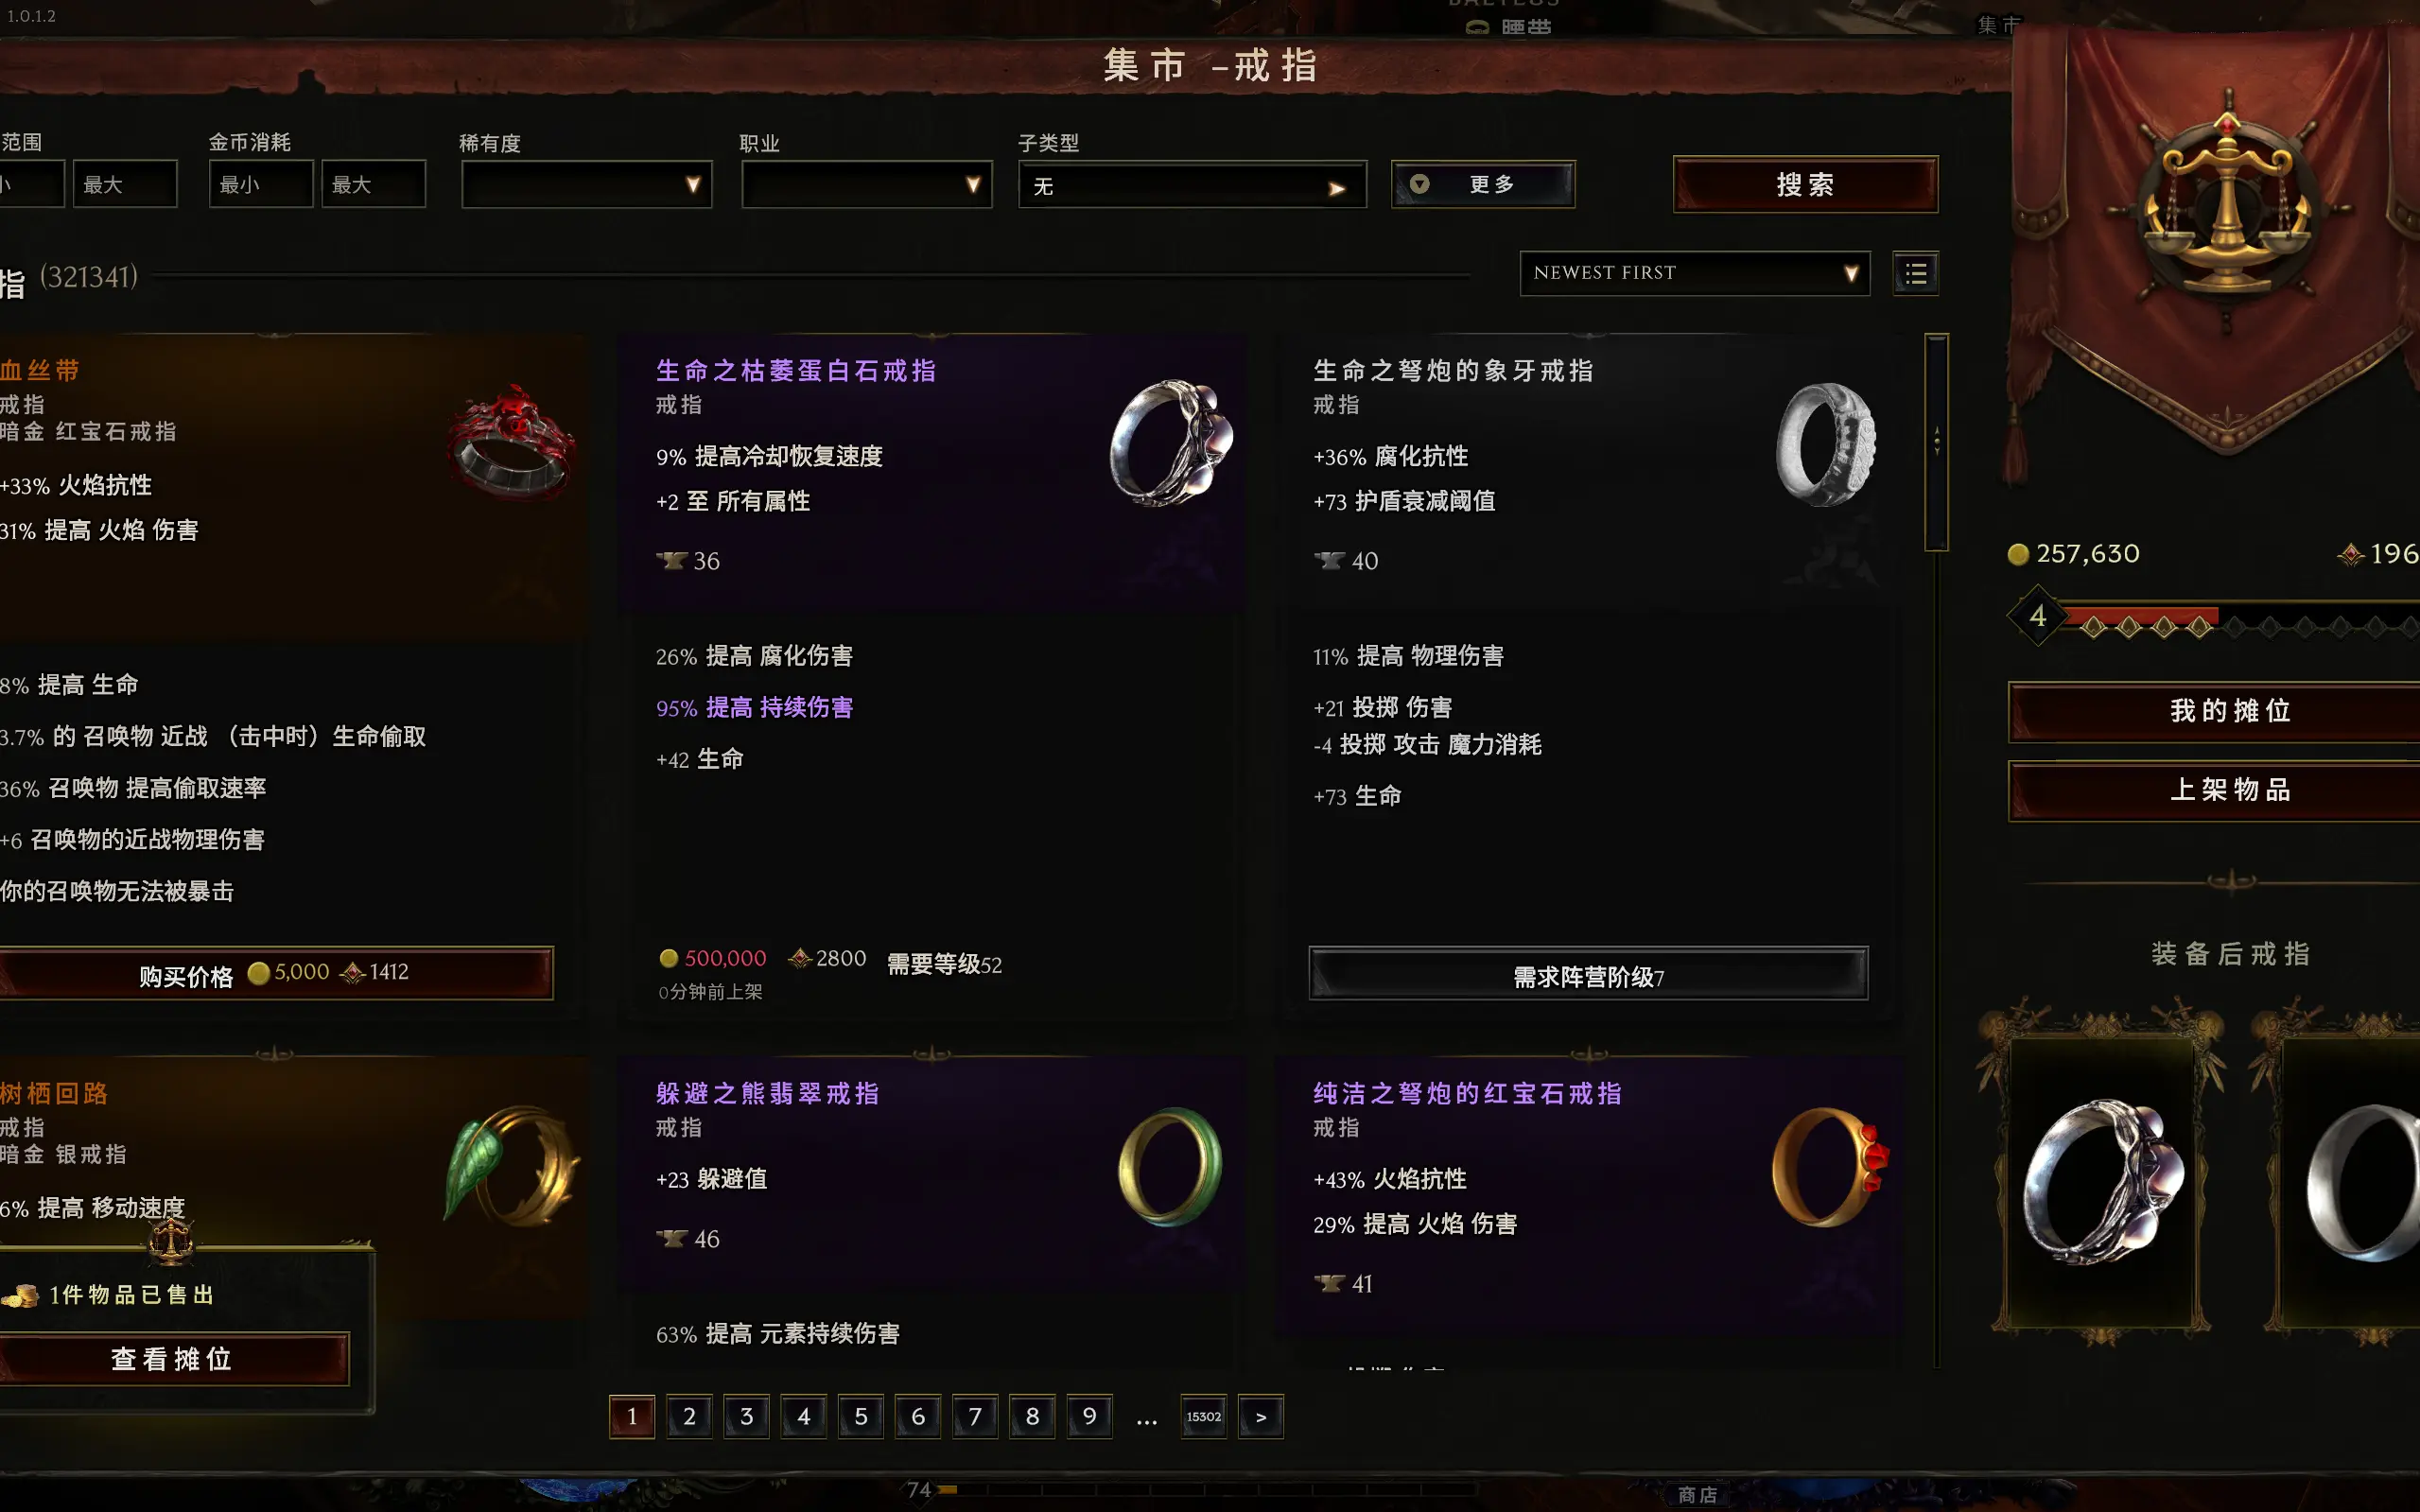 1.0.1.2
腰带
集市
集市 –戒指
范围
金币消耗
稀有度
职业
子类型
最大
最小
最大
无
更多
搜索
指 (321341)
NEWEST FIRST
血丝带
戒指
暗金 红宝石戒指
+33% 火焰抗性
31% 提高 火焰 伤害
8% 提高 生命
3.7% 的 召唤物 近战 （击中时）生命偷取
36% 召唤物 提高偷取速率
+6 召唤物的近战物理伤害
你的召唤物无法被暴击
购买价格 5,000 1412
生命之枯萎蛋白石戒指
戒指
9% 提高冷却恢复速度
+2 至 所有属性
36
26% 提高 腐化伤害
95% 提高 持续伤害
+42 生命
500,000 2800 需要等级52
0分钟前上架
生命之弩炮的象牙戒指
戒指
+36% 腐化抗性
+73 护盾衰减阈值
40
11% 提高 物理伤害
+21 投掷 伤害
-4 投掷 攻击 魔力消耗
+73 生命
需求阵营阶级7
树栖回路
戒指
暗金 银戒指
6% 提高 移动速度
1件物品已售出
查看摊位
躲避之熊翡翠戒指
戒指
+23 躲避值
46
63% 提高 元素持续伤害
纯洁之弩炮的红宝石戒指
戒指
+43% 火焰抗性
29% 提高 火焰 伤害
41
257,630
196
4
我的摊位
上架物品
装备后戒指
1 2 3 4 5 6 7 8 9 ... 15302 >
74
商店